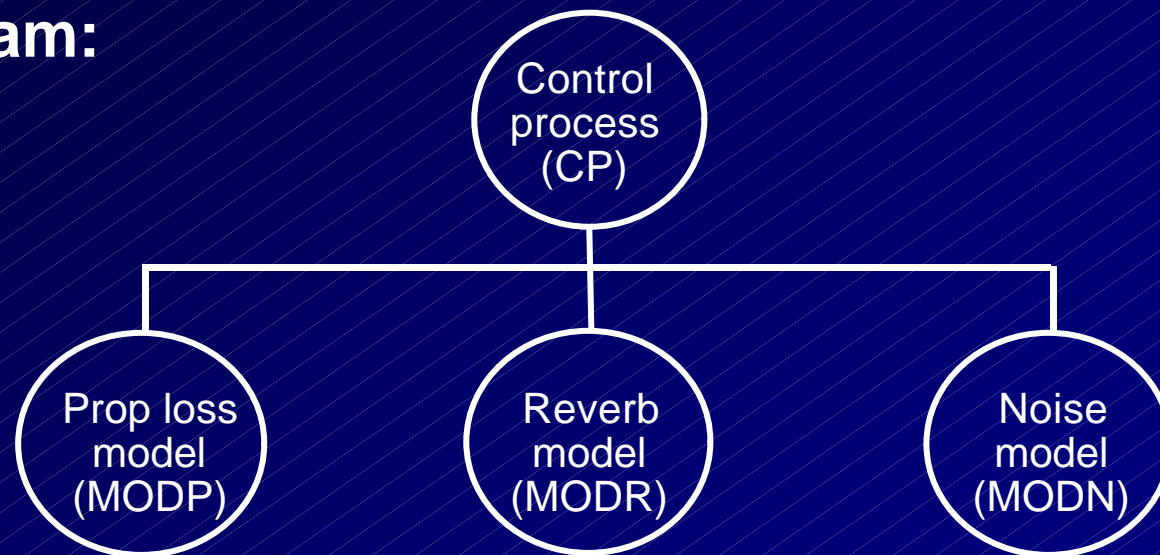 am:
Control
process
(CP)
Prop loss
model
(MODP)
Reverb
model
(MODR)
Noise
model
(MODN)